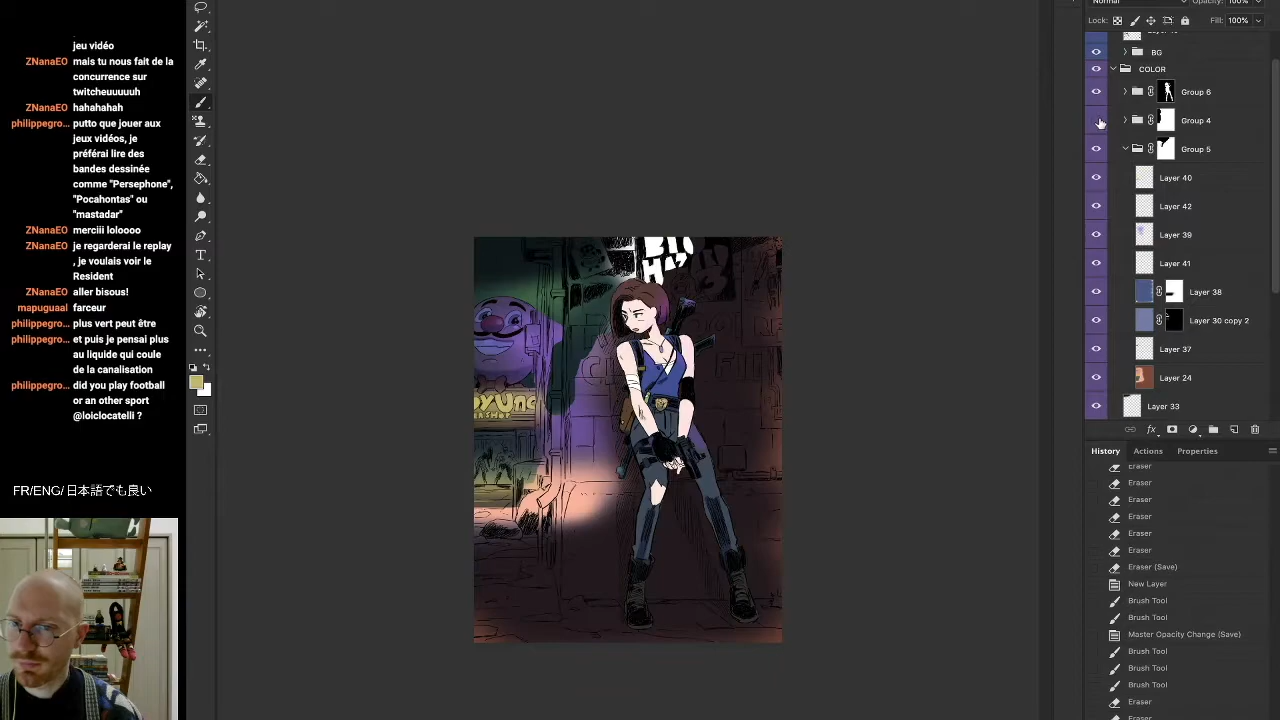 jeu vidéo
ZNanaEO mais tu nous fait de la
concurrence sur
twitcheuuuuh
ZNanaEO hahahahah
philippegro... putto que jouer aux
jeux vidéos, je
préférai lire des
bandes dessinée
comme "Persephone",
"Pocahontas" ou
"mastadar"
ZNanaEO merciii loloooo
ZNanaEO je regarderai le replay
, je voulais voir le
Resident
ZNanaEO aller bisous!
mapuguaal farceur
philippegro... plus vert peut être
philippegro... et puis je pensai plus
au liquide qui coule
de la canalisation
philippegro... did you play football
or an other sport
@loiclocatelli ?
FR/ENG/日本語でも良い
Normal Opacity: 100%
Lock: Fill: 100%
BG
COLOR
Group 6
Group 4
Group 5
Layer 40
Layer 42
Layer 39
Layer 41
Layer 38
Layer 30 copy 2
Layer 37
Layer 24
Layer 33
fx
History Actions Properties
Eraser
Eraser
Eraser
Eraser
Eraser
Eraser
Eraser (Save)
New Layer
Brush Tool
Brush Tool
Master Opacity Change (Save)
Brush Tool
Brush Tool
Brush Tool
Eraser
Eraser